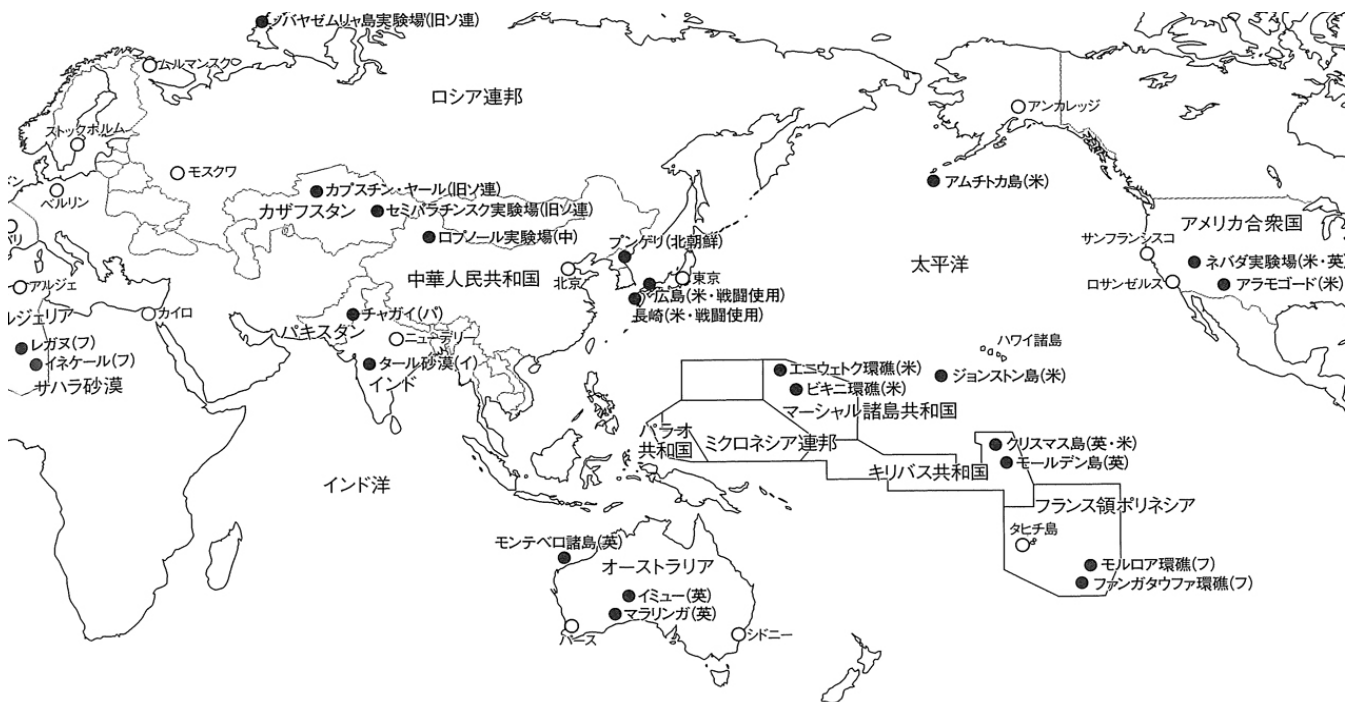 ノバヤゼムリャ島実験場(旧ソ連)
ムルマンスク
ロシア連邦
アンカレッジ
ストックホルム
モスクワ
ベルリン
カプスチン・ヤール(旧ソ連)
カザフスタン
セミパラチンスク実験場(旧ソ連)
アムチトカ島(米)
アメリカ合衆国
ロプノール実験場(中)
プンゲリ(北朝鮮)
サンフランシスコ
太平洋
ネバダ実験場(米・英)
中華人民共和国
北京
東京
ロサンゼルス
アラモゴード(米)
アルジェ
広島(米・戦闘使用)
長崎(米・戦闘使用)
カイロ
チャガイ(パ)
パキスタン
ルジェリア
ニューデリー
ハワイ諸島
レガヌ(フ)
イネケール(フ)
タール砂漠(イ)
エニウェトク環礁(米)
ジョンストン島(米)
サハラ砂漠
インド
ビキニ環礁(米)
マーシャル諸島共和国
パラオ
共和国
ミクロネシア連邦
クリスマス島(英・米)
モールデン島(英)
キリバス共和国
インド洋
フランス領ポリネシア
タヒチ島
モンテベロ諸島(英)
オーストラリア
モルロア環礁(フ)
ファンガタウファ環礁(フ)
イミュー(英)
マラリンガ(英)
パース
シドニー